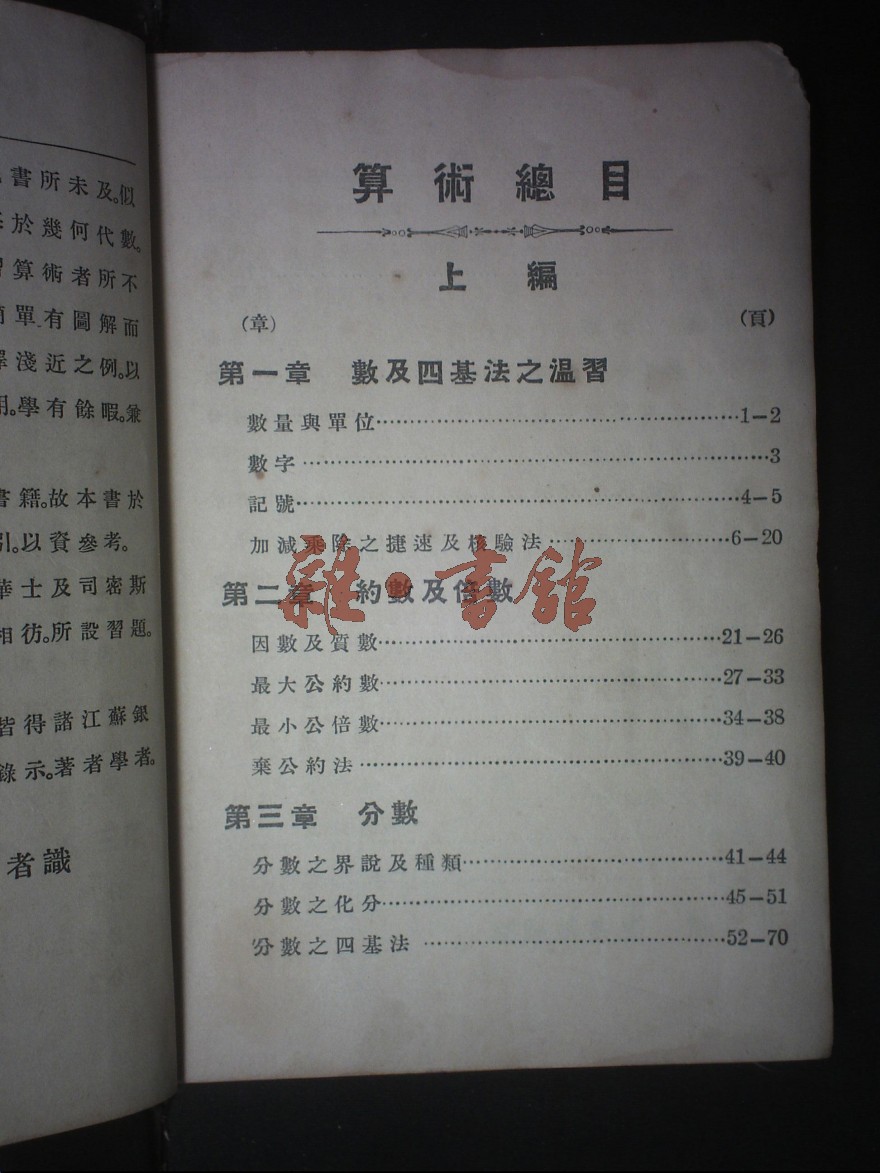 書所未及。似
於幾何代數。
算術者所不
單.有圖解而
淺近之例。以
。學有餘暇。兼
籍。故本書於
。以資參考。
士及司密斯
相彷。所設習題。
皆得諸江蘇銀
錄示。著者學者。
者識
算術總目
上編
(章) (頁)
第一章 數及四基法之温習
數量與單位……1—2
數字……3
記號……4—5
加減乘除之捷速及核驗法……6—20
第二章 約數及倍數
因數及質數……21—26
最大公約數……27—33
最小公倍數……34—38
棄公約法……39—40
第三章 分數
分數之界說及種類……41—44
分數之化分……45—51
分數之四基法……52—70
雜·書館